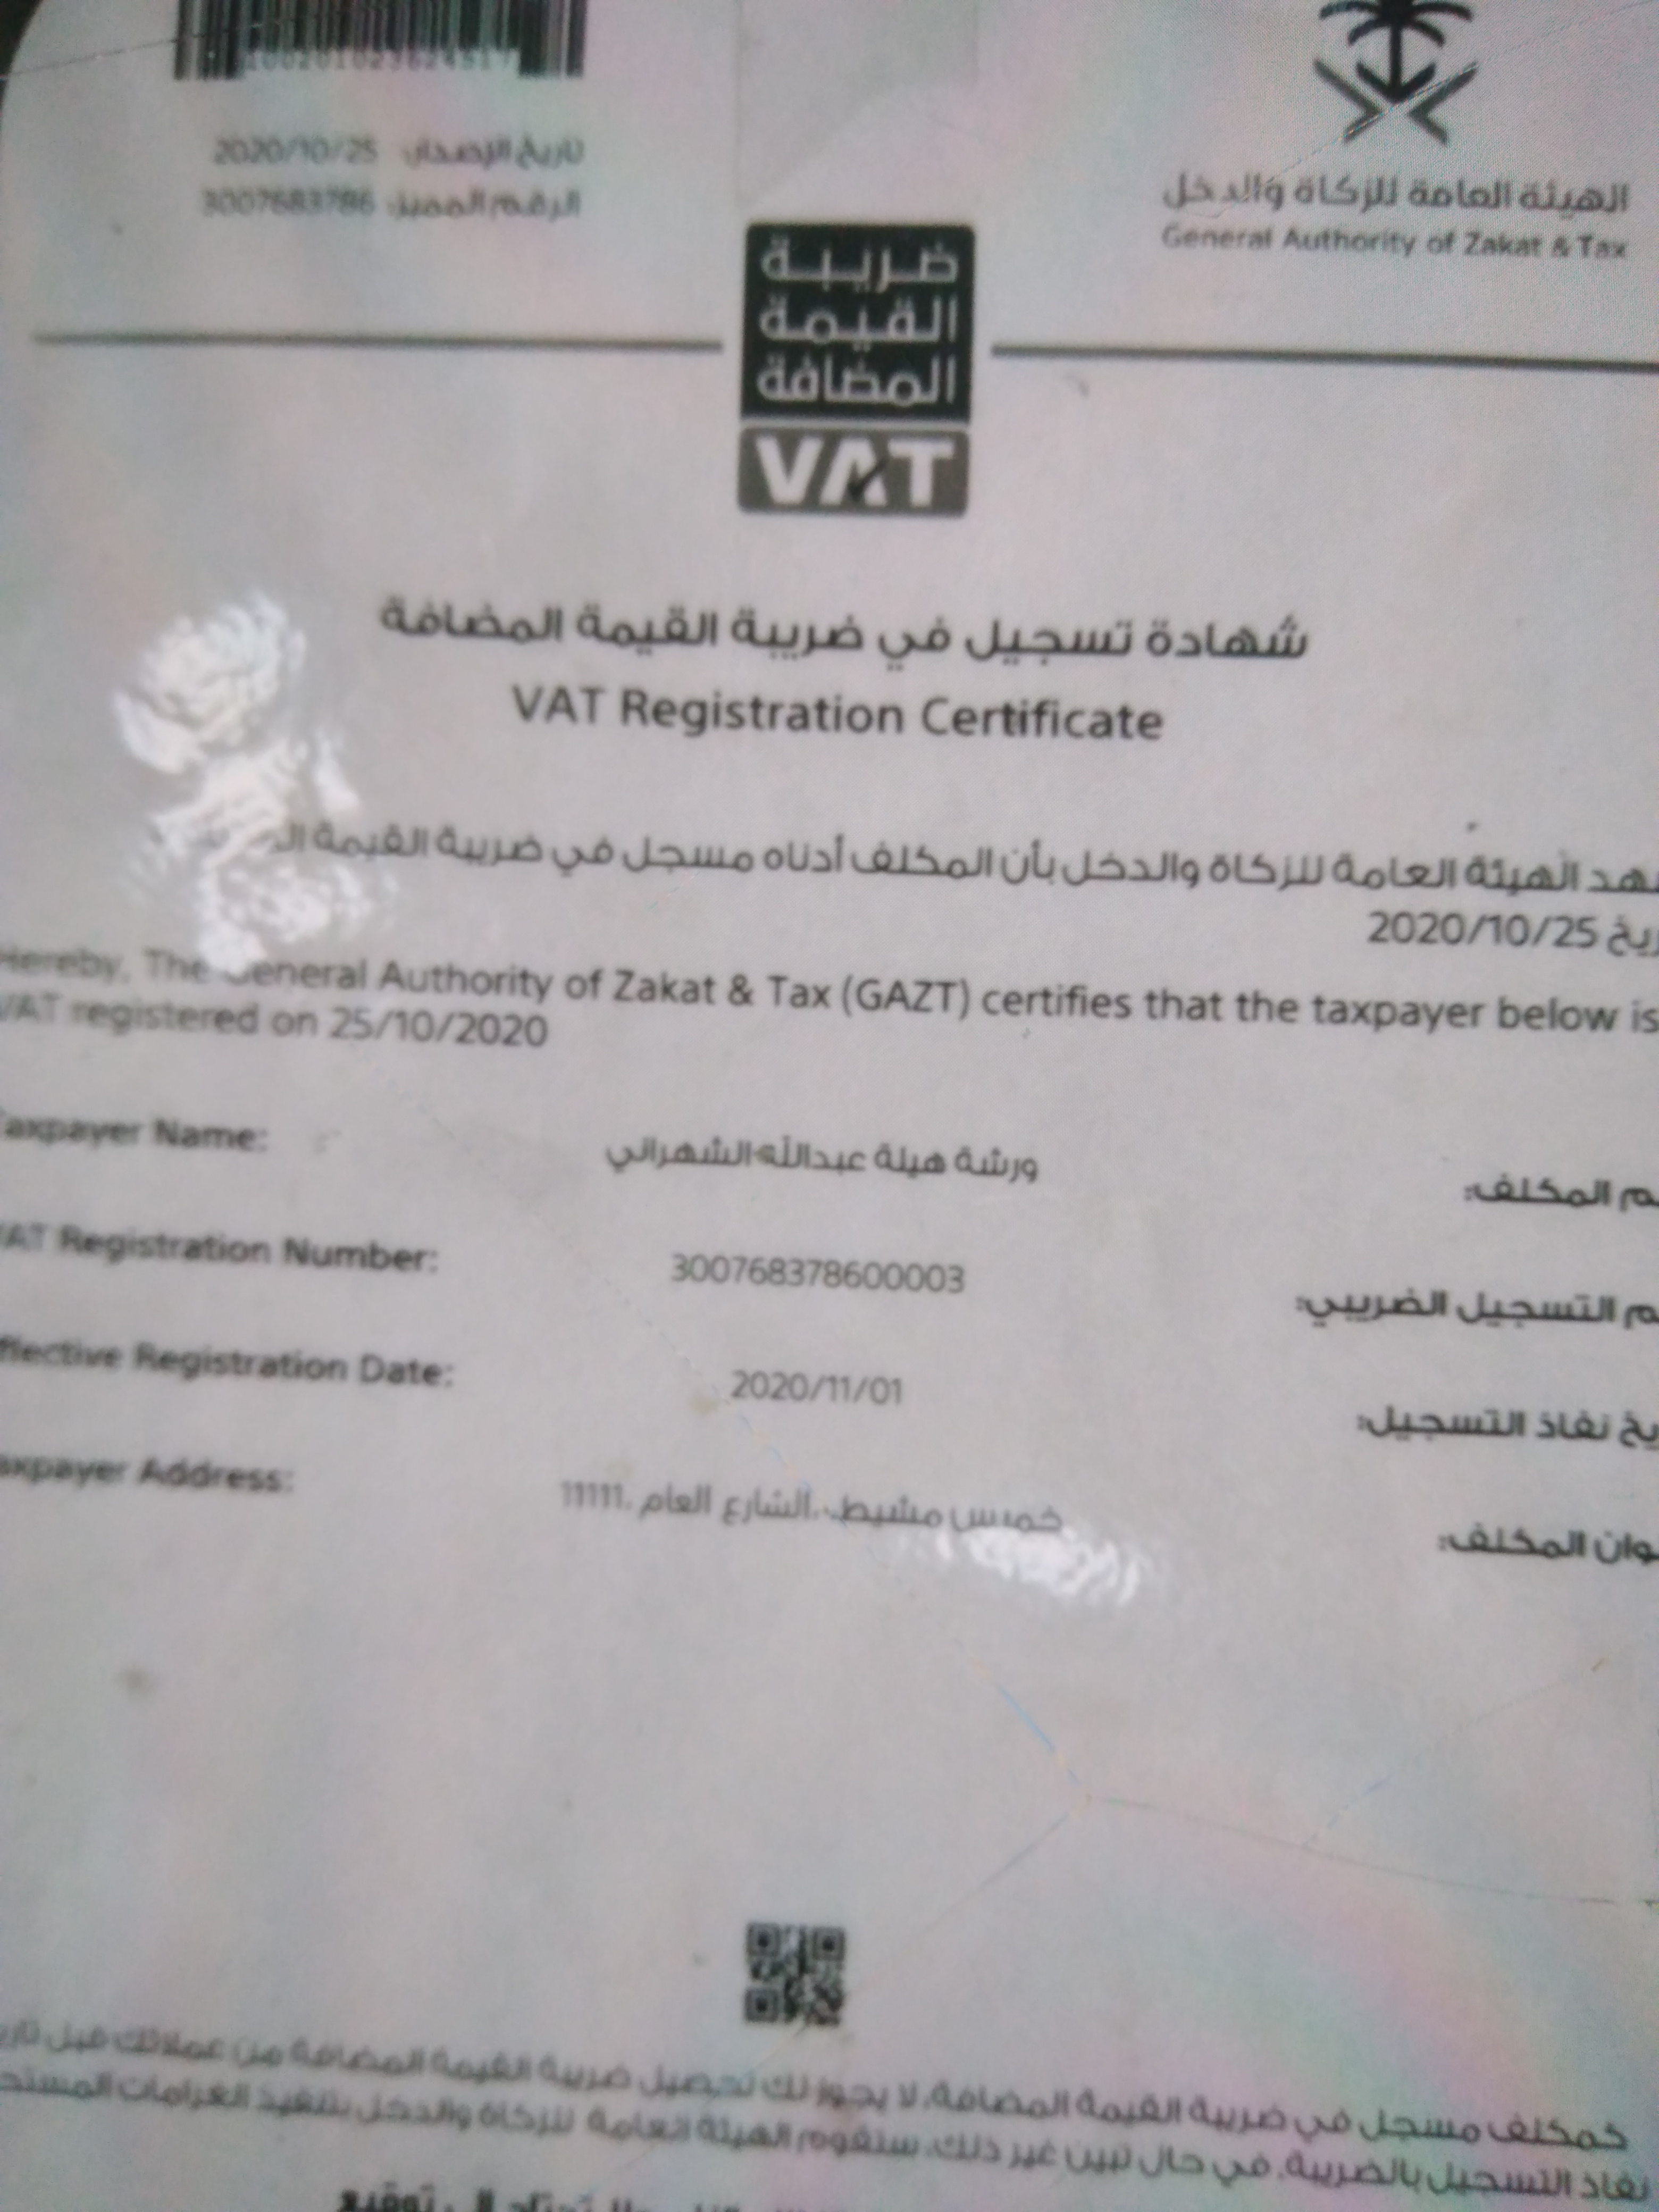 تاريخ الإصدار: 2020/10/25
الرقم المميز: 3007683786
الهيئة العامة للزكاة والدخل
General Authority of Zakat & Tax
ضريبة
القيمة
المضافة
VAT
شهادة تسجيل في ضريبة القيمة المضافة
VAT Registration Certificate
الهيئة العامة للزكاة والدخل بأن المكلف أدناه مسجل في ضريبة القيمة
2020/10/25
Hereby, The General Authority of Zakat & Tax (GAZT) certifies that the taxpayer below is
VAT registered on 25/10/2020
Taxpayer Name: ورشة هيلة عبدالله الشهراني المكلف:
VAT Registration Number: 300768378600003 التسجيل الضريبي:
Effective Registration Date: 2020/11/01 نفاذ التسجيل:
Taxpayer Address: خميس مشيط،.الشارع العام .11111 المكلف:
كمكلف مسجل في ضريبة القيمة المضافة، لا يجوز لك تحصيل ضريبة القيمة المضافة من عملائك قبل
نفاذ التسجيل بالضريبة. في حال تبين غير ذلك، ستقوم الهيئة العامة للزكاة والدخل بتنفيذ الغرامات